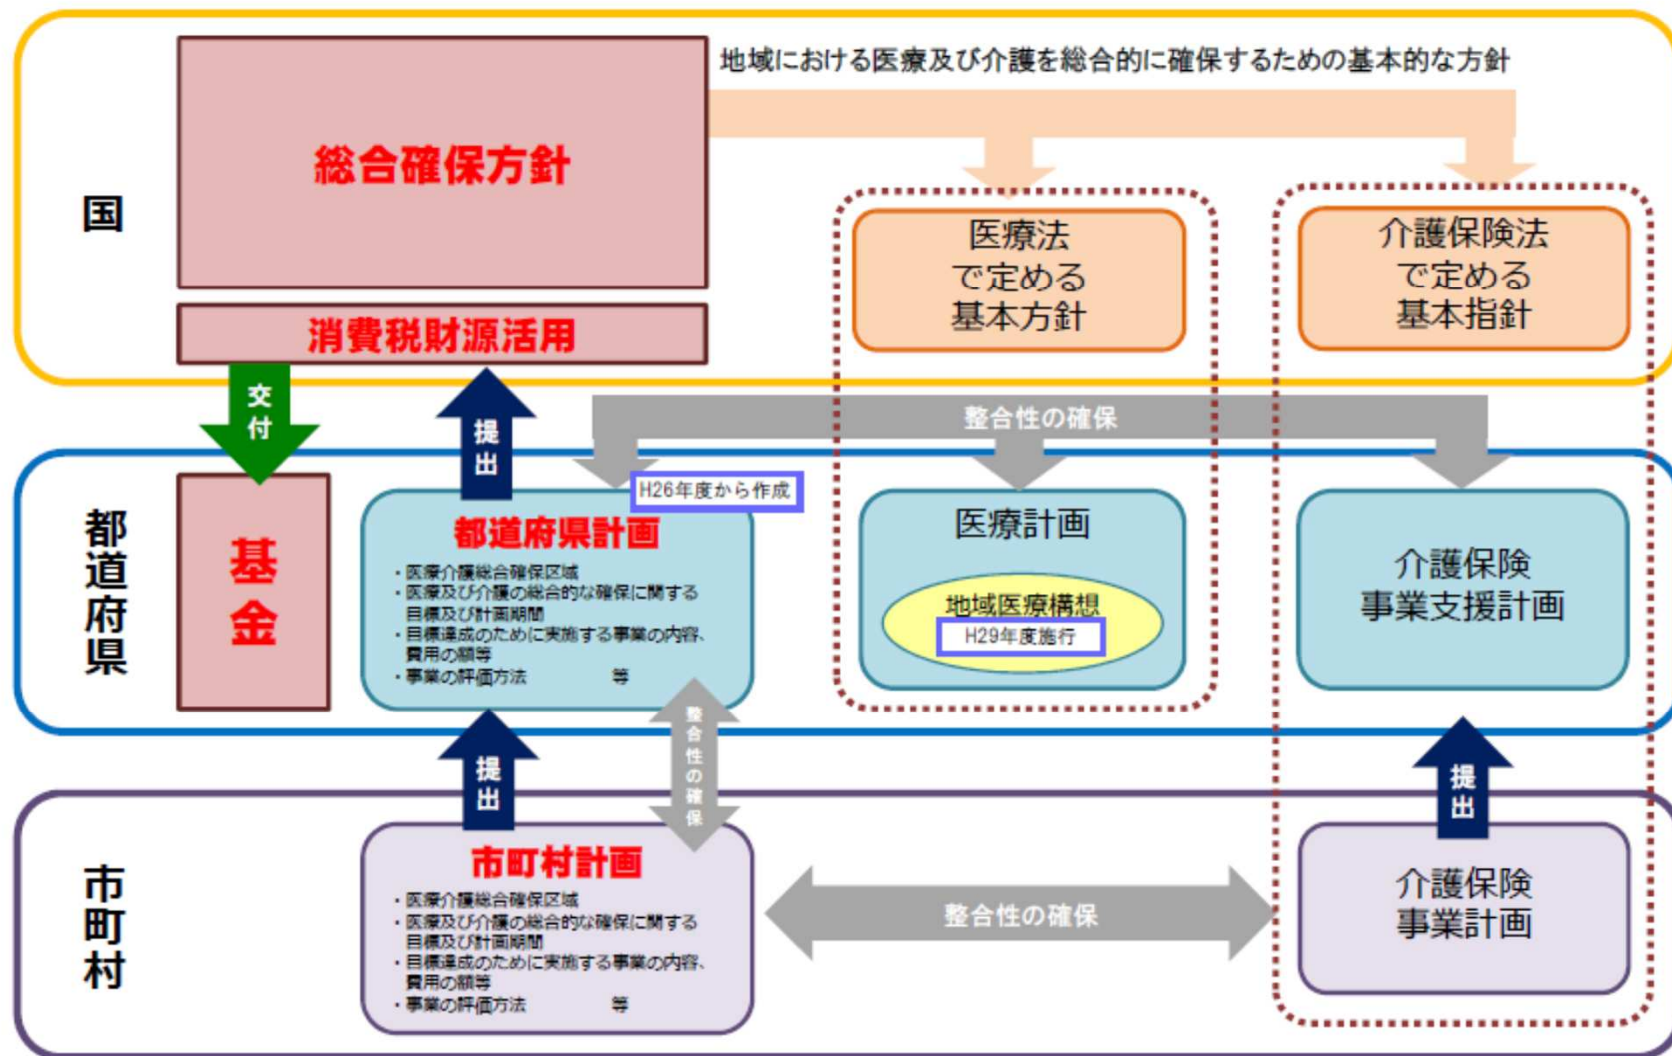 地域における医療及び介護を総合的に確保するための基本的な方針
国
総合確保方針
消費税財源活用
医療法
で定める
基本方針
介護保険法
で定める
基本指針
交付
提出
整合性の確保
都道府県
基金
H26年度から作成
都道府県計画
・医療介護総合確保区域
・医療及び介護の総合的な確保に関する
目標及び計画期間
・目標達成のために実施する事業の内容、
費用の額等
・事業の評価方法　　　　　等
医療計画
地域医療構想
H29年度施行
介護保険
事業支援計画
提出
整合性の確保
提出
市町村
市町村計画
・医療介護総合確保区域
・医療及び介護の総合的な確保に関する
目標及び計画期間
・目標達成のために実施する事業の内容、
費用の額等
・事業の評価方法　　　　　等
整合性の確保
介護保険
事業計画